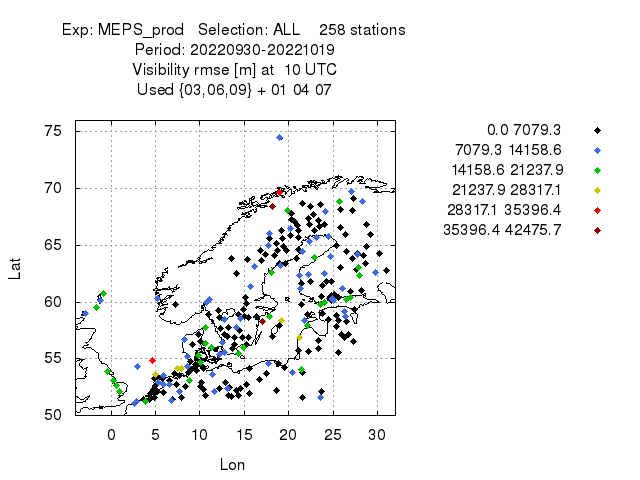 Exp: MEPS_prod Selection: ALL 258 stations
Period: 20220930-20221019
Visibility rmse [m] at 10 UTC
Used {03,06,09} + 01 04 07
0.0 7079.3
7079.3 14158.6
14158.6 21237.9
21237.9 28317.1
28317.1 35396.4
35396.4 42475.7
75
70
65
60
55
50
Lat
0 5 10 15 20 25 30
Lon